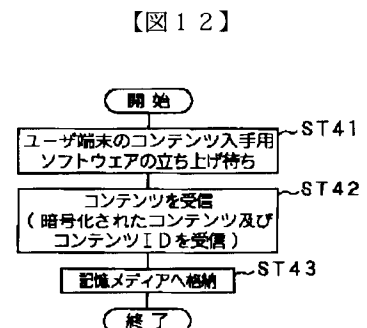 【図１２】
開 始
ユーザ端末のコンテンツ入手用
ソフトウェアの立ち上げ待ち
ST41
コンテンツを受信
(暗号化されたコンテンツ及び
コンテンツＩＤを受信)
ST42
記憶メディアへ格納
ST43
終 了